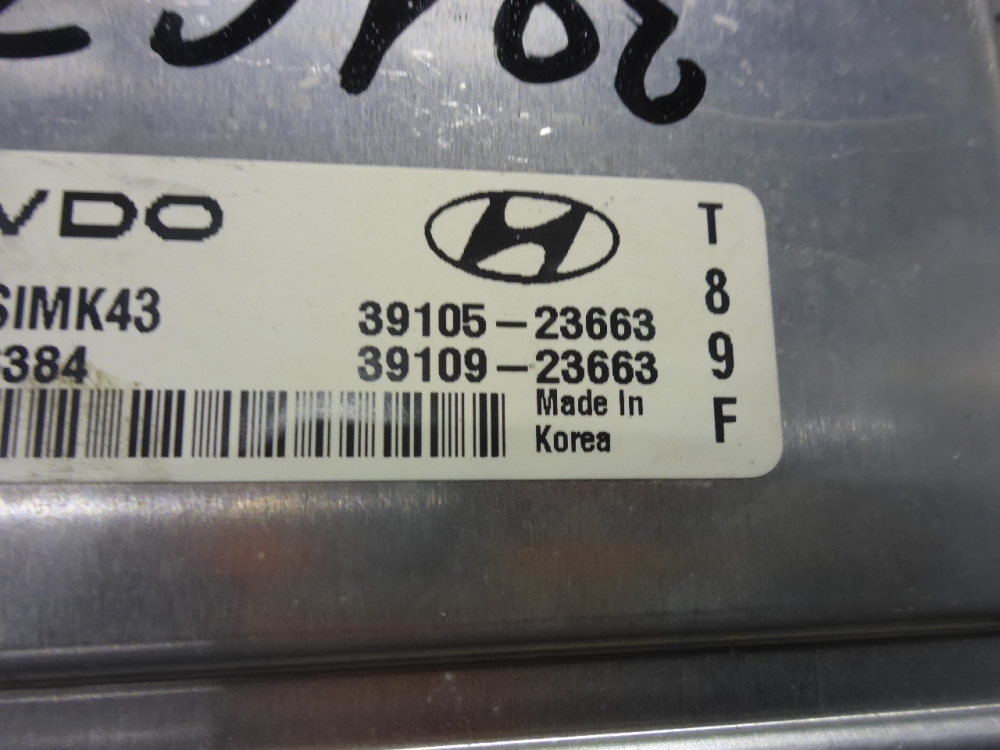 VDO
SIMK43
384
39105-23663
39109-23663
Made In
Korea
T
8
9
F